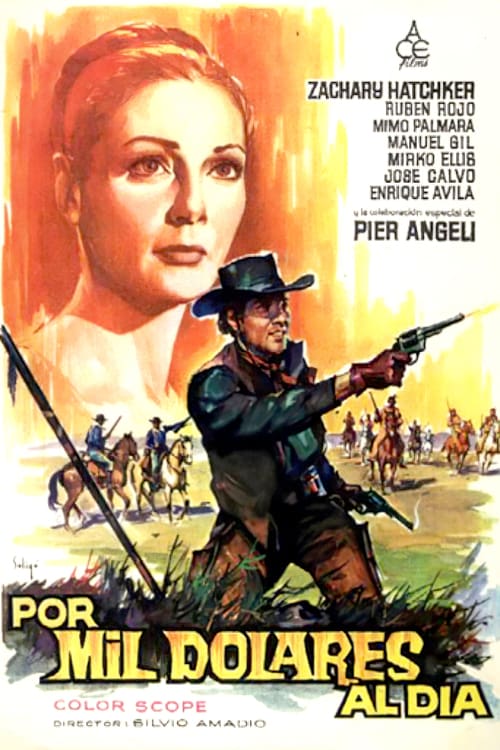 ACE
films
ZACHARY HATCHKER
RUBEN ROJO
MIMO PALMARA
MANUEL GIL
MIRKO ELLIS
JOSE CALVO
ENRIQUE AVILA
y la colaboración especial de
PIER ANGELI
Soligó
POR
MIL DOLARES
AL DIA
COLOR SCOPE
DIRECTOR: SILVIO AMADIO